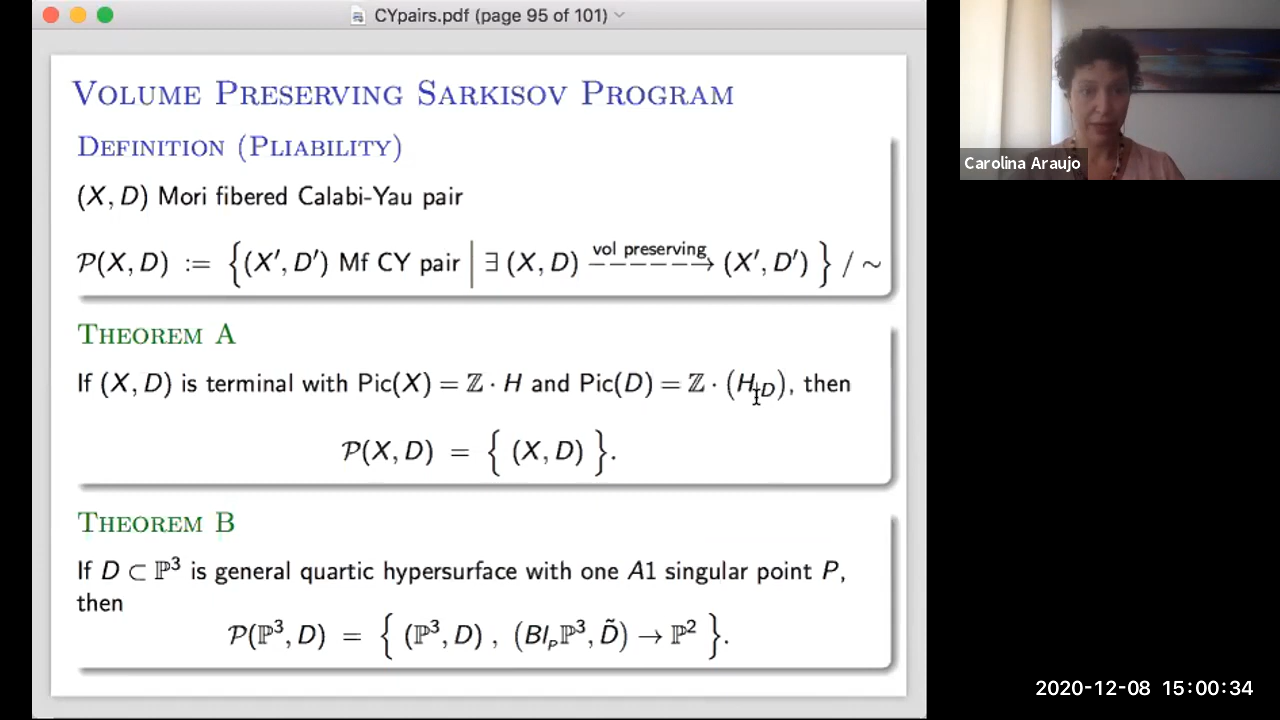 CYpairs.pdf (page 95 of 101)
VOLUME PRESERVING SARKISOV PROGRAM
DEFINITION (PLIABILITY)
(X, D) Mori fibered Calabi-Yau pair
𝒫(X, D) := {(X′, D′) Mf CY pair | ∃ (X, D) vol preserving ⇢ (X′, D′)} / ∼
THEOREM A
If (X, D) is terminal with Pic(X) = ℤ · H and Pic(D) = ℤ · (H|D), then
𝒫(X, D) = { (X, D) }.
THEOREM B
If D ⊂ ℙ³ is general quartic hypersurface with one A1 singular point P,
then
𝒫(ℙ³, D) = { (ℙ³, D) , (Bl_P ℙ³, D̃) → ℙ² }.
Carolina Araujo
2020-12-08 15:00:34